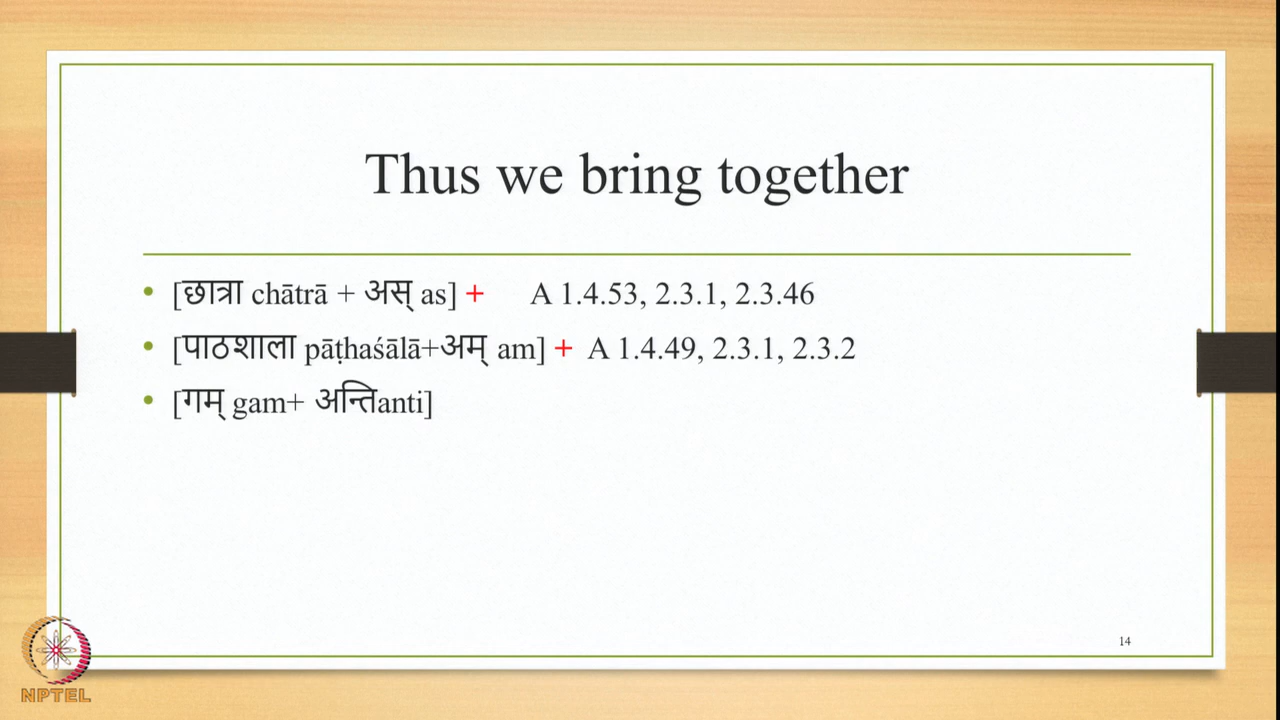 Thus we bring together
• [छात्रा chātrā + अस् as] + A 1.4.53, 2.3.1, 2.3.46
• [पाठशाला pāṭhaśālā+अम् am] + A 1.4.49, 2.3.1, 2.3.2
• [गम् gam+ अन्तिanti]
14
NPTEL